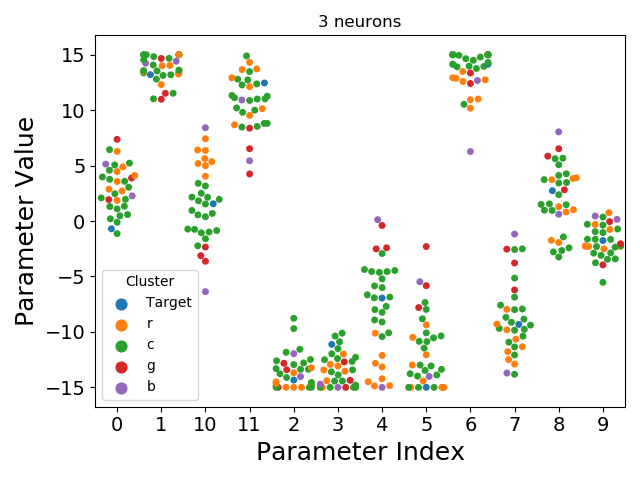 3 neurons
Parameter Value
15
10
5
0
−5
−10
−15
Cluster
Target
r
c
g
b
0 1 10 11 2 3 4 5 6 7 8 9
Parameter Index